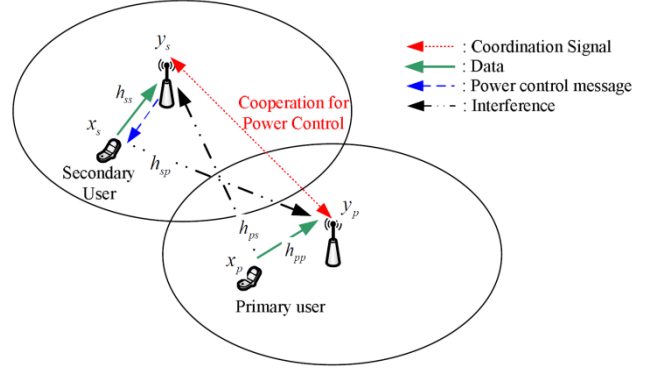 y_s
: Coordination Signal
: Data
: Power control message
: Interference
h_ss
Cooperation for
Power Control
x_s
Secondary
User
h_sp
y_p
h_ps
x_p
h_pp
Primary user